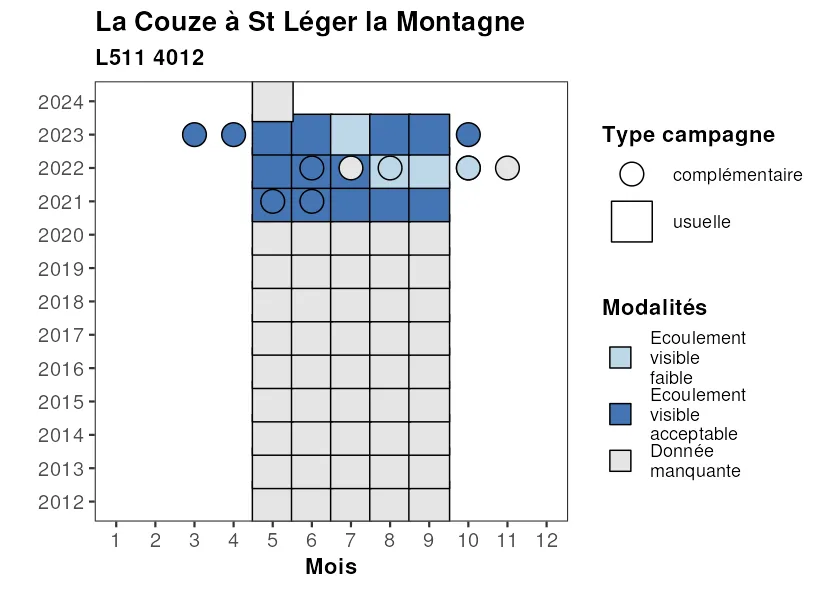 La Couze à St Léger la Montagne
L511 4012
2024
2023
2022
2021
2020
2019
2018
2017
2016
2015
2014
2013
2012
1 2 3 4 5 6 7 8 9 10 11 12
Mois
Type campagne
complémentaire
usuelle
Modalités
Ecoulement
visible
faible
Ecoulement
visible
acceptable
Donnée
manquante